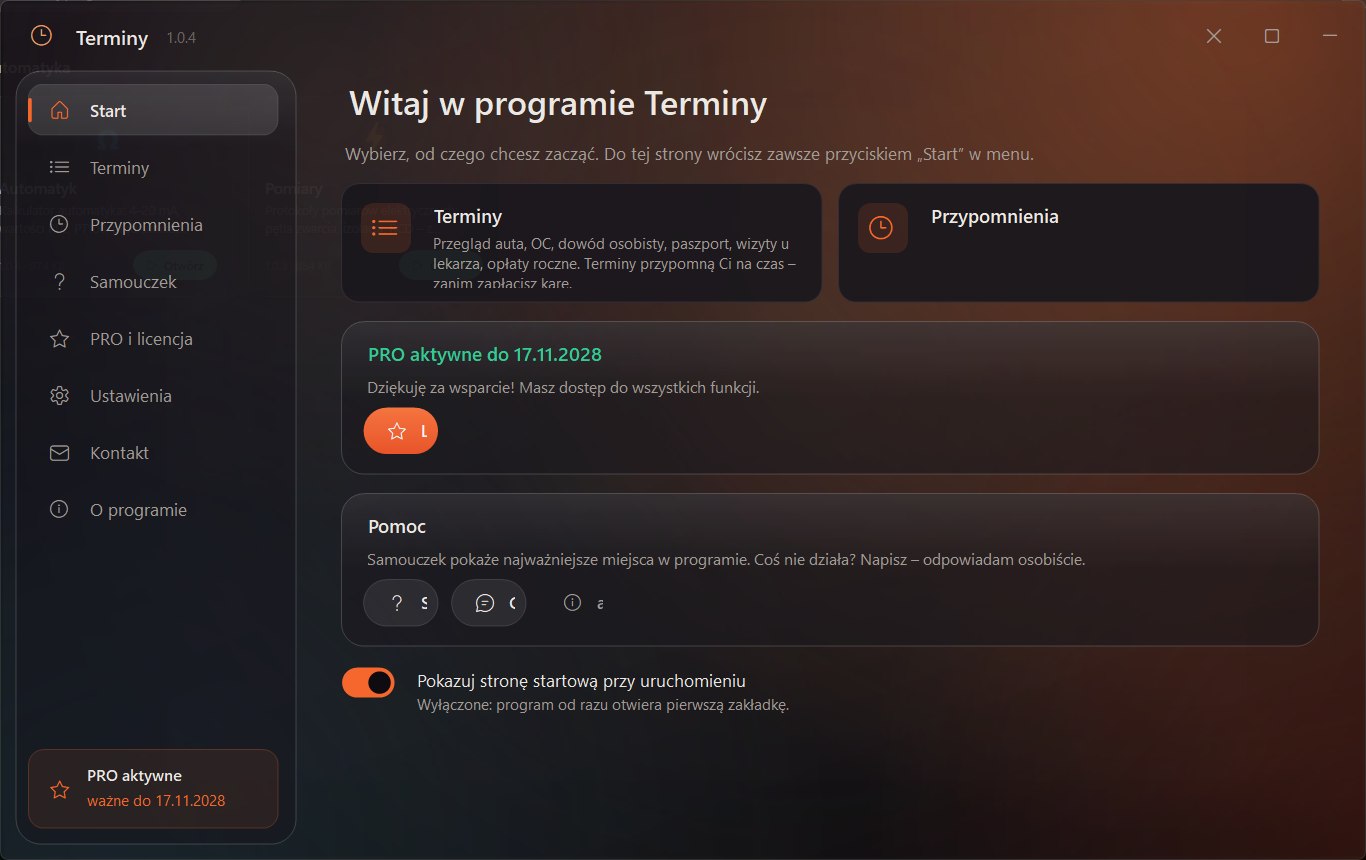 Terminy 1.0.4
Start
Terminy
Przypomnienia
Samouczek
PRO i licencja
Ustawienia
Kontakt
O programie
PRO aktywne
ważne do 17.11.2028
Witaj w programie Terminy
Wybierz, od czego chcesz zacząć. Do tej strony wrócisz zawsze przyciskiem „Start” w menu.
Terminy
Przegląd auta, OC, dowód osobisty, paszport, wizyty u
lekarza, opłaty roczne. Terminy przypomną Ci na czas –
zanim zapłacisz karę.
Przypomnienia
PRO aktywne do 17.11.2028
Dziękuję za wsparcie! Masz dostęp do wszystkich funkcji.
Pomoc
Samouczek pokaże najważniejsze miejsca w programie. Coś nie działa? Napisz – odpowiadam osobiście.
Pokazuj stronę startową przy uruchomieniu
Wyłączone: program od razu otwiera pierwszą zakładkę.